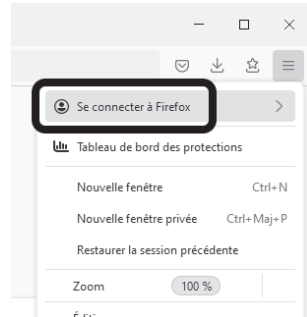 Se connecter à Firefox
Tableau de bord des protections
Nouvelle fenêtre Ctrl+N
Nouvelle fenêtre privée Ctrl+Maj+P
Restaurer la session précédente
Zoom 100 %